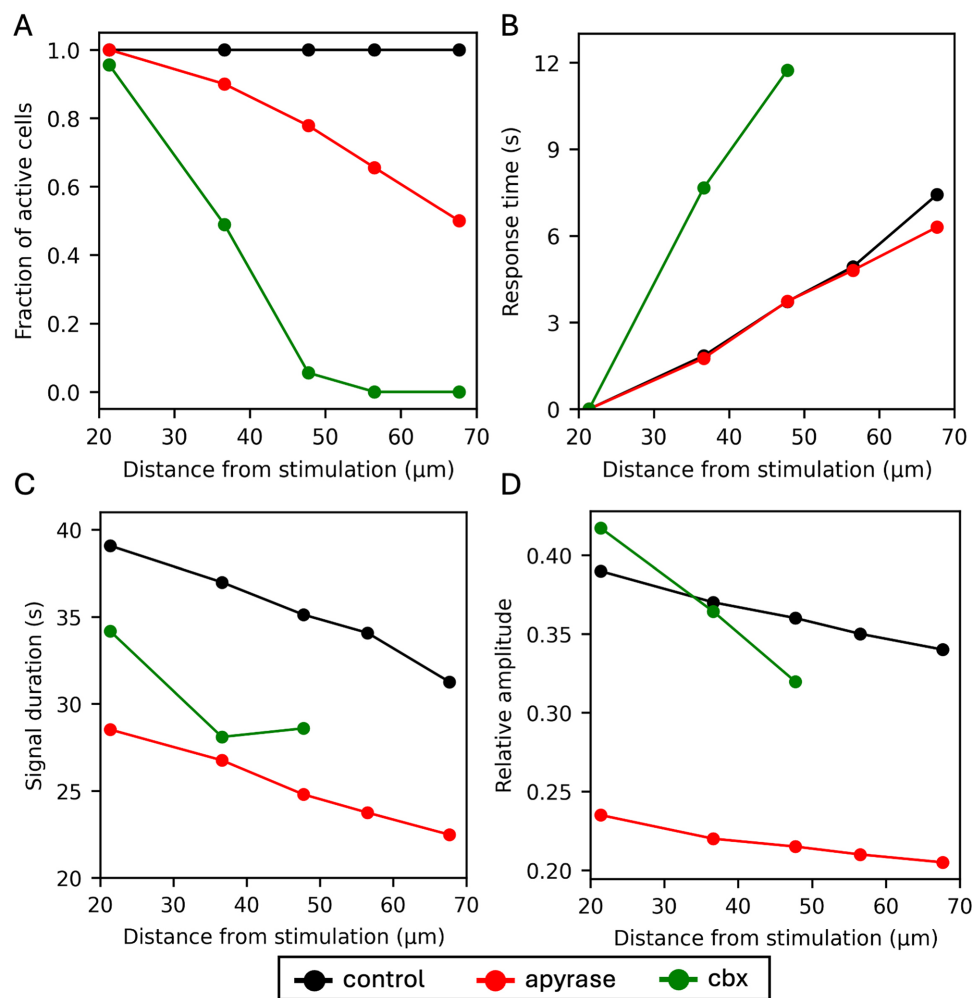 A
Fraction of active cells
1.0
0.8
0.6
0.4
0.2
0.0
20 30 40 50 60 70
Distance from stimulation (µm)
B
Response time (s)
12
9
6
3
0
20 30 40 50 60 70
Distance from stimulation (µm)
C
Signal duration (s)
40
35
30
25
20
20 30 40 50 60 70
Distance from stimulation (µm)
D
Relative amplitude
0.40
0.35
0.30
0.25
0.20
20 30 40 50 60 70
Distance from stimulation (µm)
control apyrase cbx